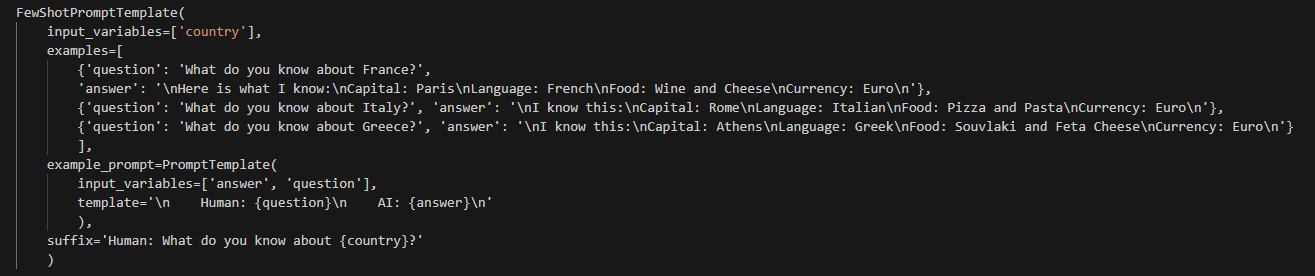 FewShotPromptTemplate(
    input_variables=['country'],
    examples=[
        {'question': 'What do you know about France?',
        'answer': '\nHere is what I know:\nCapital: Paris\nLanguage: French\nFood: Wine and Cheese\nCurrency: Euro\n'},
        {'question': 'What do you know about Italy?', 'answer': '\nI know this:\nCapital: Rome\nLanguage: Italian\nFood: Pizza and Pasta\nCurrency: Euro\n'},
        {'question': 'What do you know about Greece?', 'answer': '\nI know this:\nCapital: Athens\nLanguage: Greek\nFood: Souvlaki and Feta Cheese\nCurrency: Euro\n'}
        ],
    example_prompt=PromptTemplate(
        input_variables=['answer', 'question'],
        template='\n    Human: {question}\n    AI: {answer}\n'
        ),
    suffix='Human: What do you know about {country}?'
    )